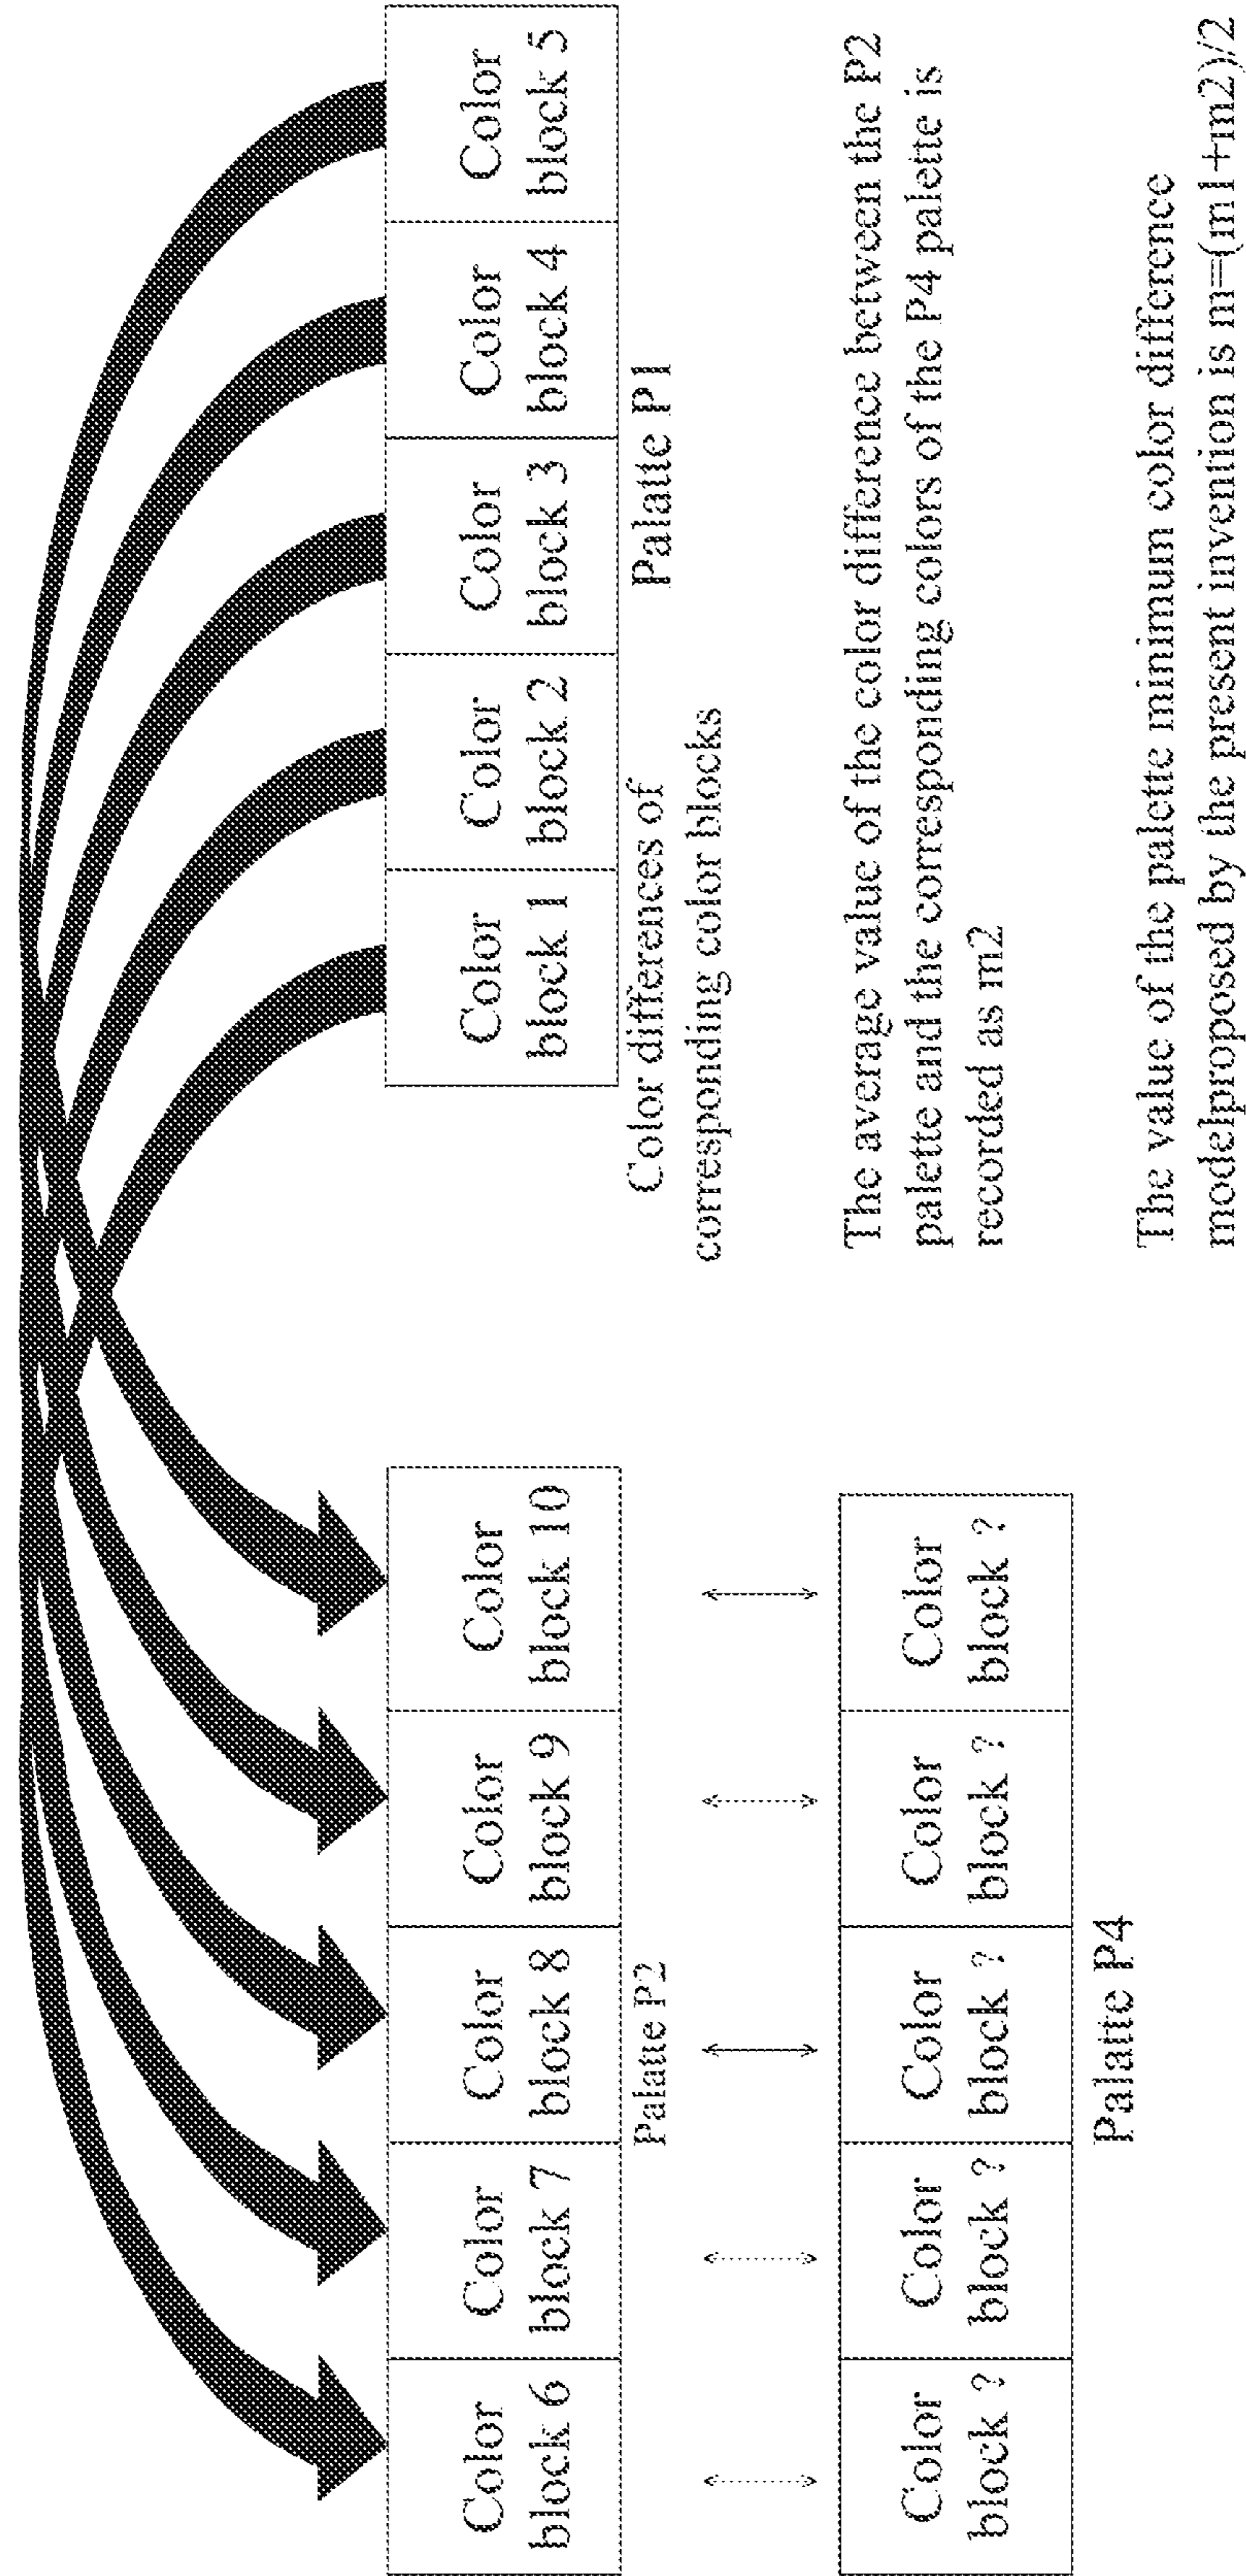 Color
block 6
Color
block 7
Color
block 8
Color
block 9
Color
block 10
Color
block 1
Color
block 2
Color
block 3
Color
block 4
Color
block 5
Palatte P2
Color differences of
corresponding color blocks
Palatte P1
Color
block ?
Color
block ?
Color
block ?
Color
block ?
Color
block ?
Palatte P4
The average value of the color difference between the P2
palette and the corresponding colors of the P4 palette is
recorded as m2
The value of the palette minimum color difference
modelproposed by the present invention is m=(m1+m2)/2